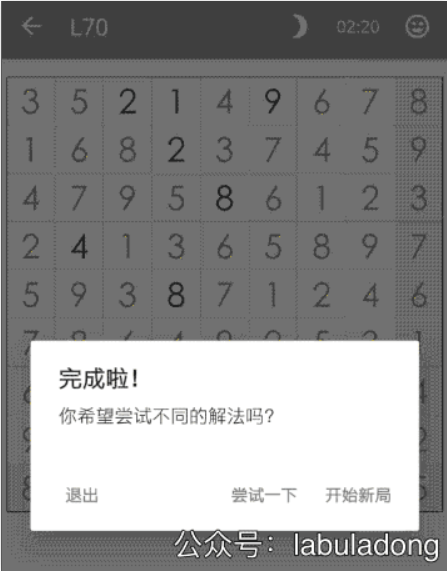 L70 02:20
3 5 2 1 4 9 6 7 8
1 6 8 2 3 7 4 5 9
4 7 9 5 8 6 1 2 3
2 4 1 3 6 5 8 9 7
5 9 3 8 7 1 2 4 6
完成啦!
你希望尝试不同的解法吗?
退出 尝试一下 开始新局
公众号: labuladong